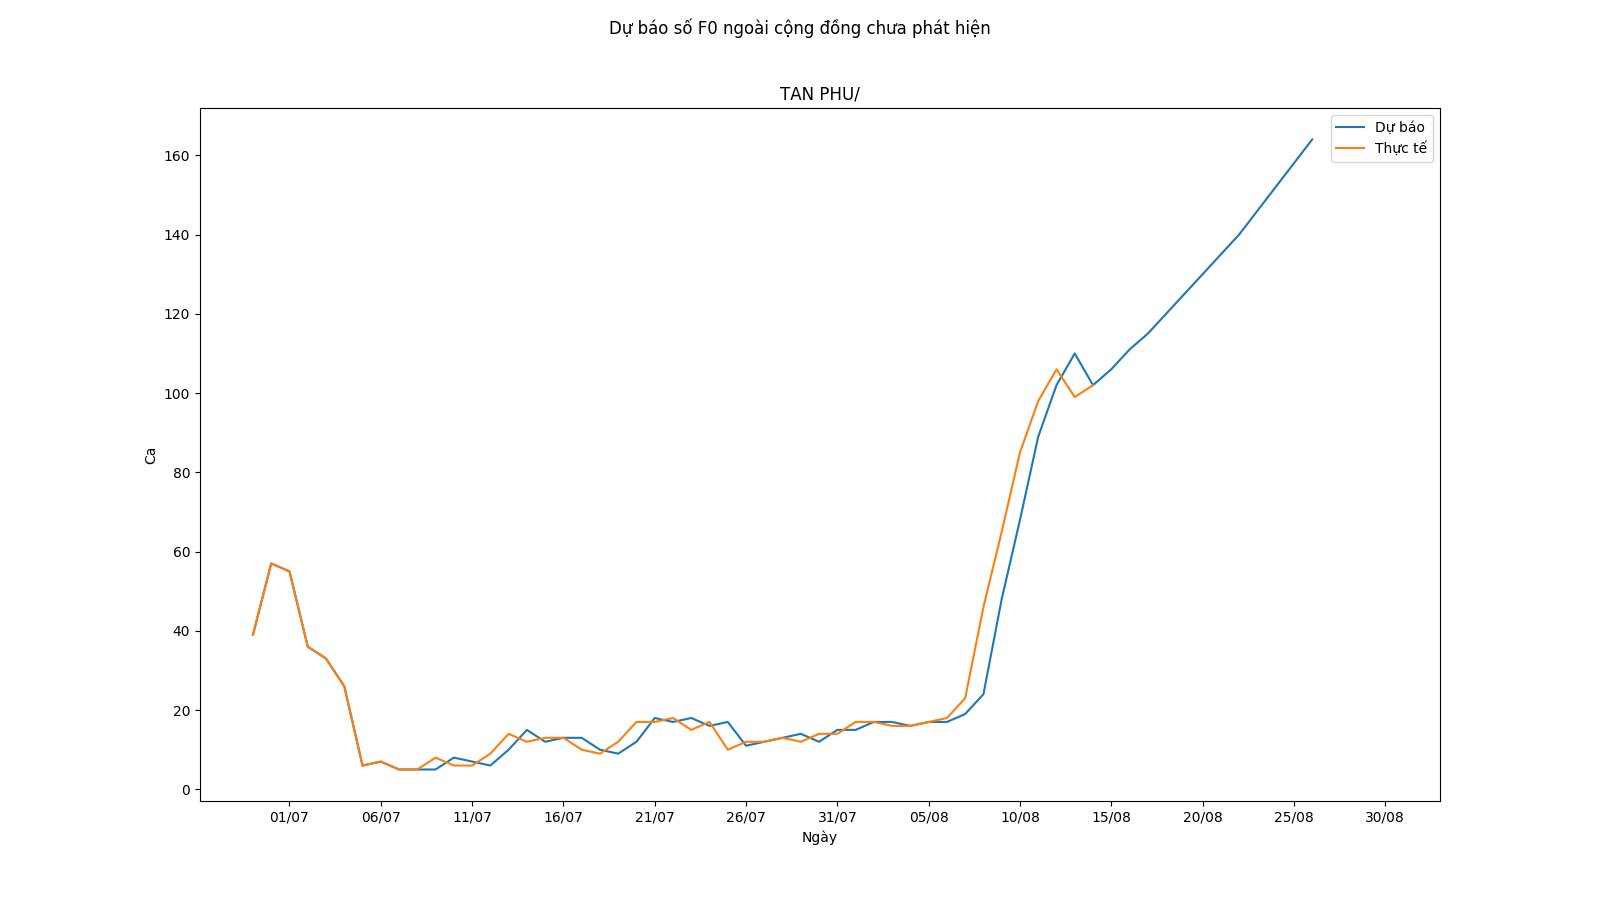 Dự báo số F0 ngoài cộng đồng chưa phát hiện
TAN PHU/
Dự báo
Thực tế
160
140
120
100
80
60
40
20
0
Ca
01/07 06/07 11/07 16/07 21/07 26/07 31/07 05/08 10/08 15/08 20/08 25/08 30/08
Ngày